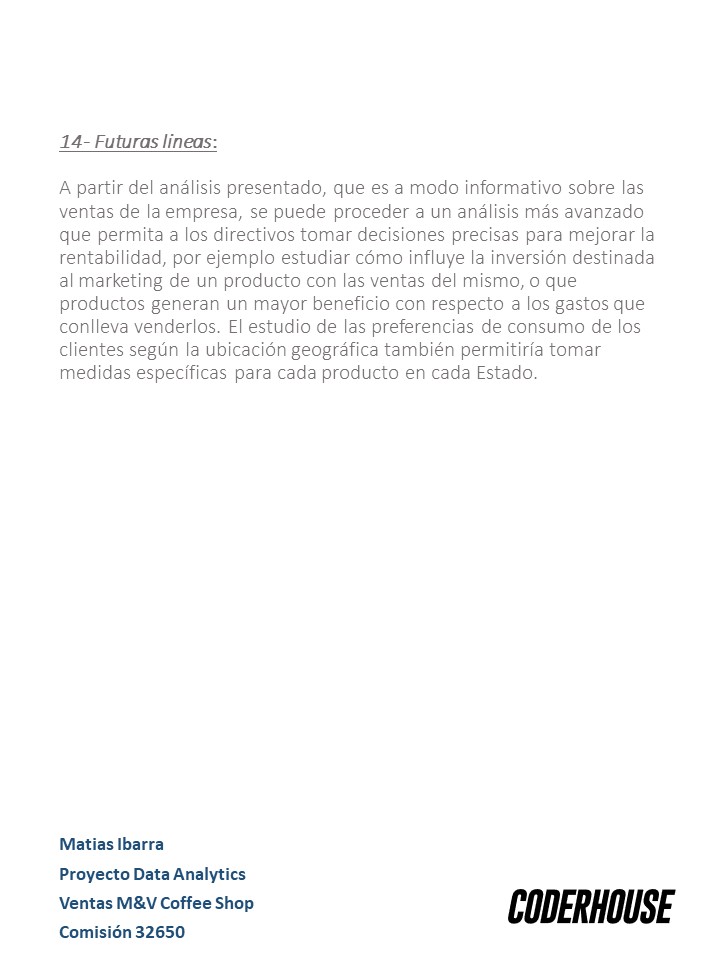 14- Futuras lineas:
A partir del análisis presentado, que es a modo informativo sobre las
ventas de la empresa, se puede proceder a un análisis más avanzado
que permita a los directivos tomar decisiones precisas para mejorar la
rentabilidad, por ejemplo estudiar cómo influye la inversión destinada
al marketing de un producto con las ventas del mismo, o que
productos generan un mayor beneficio con respecto a los gastos que
conlleva venderlos. El estudio de las preferencias de consumo de los
clientes según la ubicación geográfica también permitiría tomar
medidas específicas para cada producto en cada Estado.
Matias Ibarra
Proyecto Data Analytics
Ventas M&V Coffee Shop
Comisión 32650
CODERHOUSE